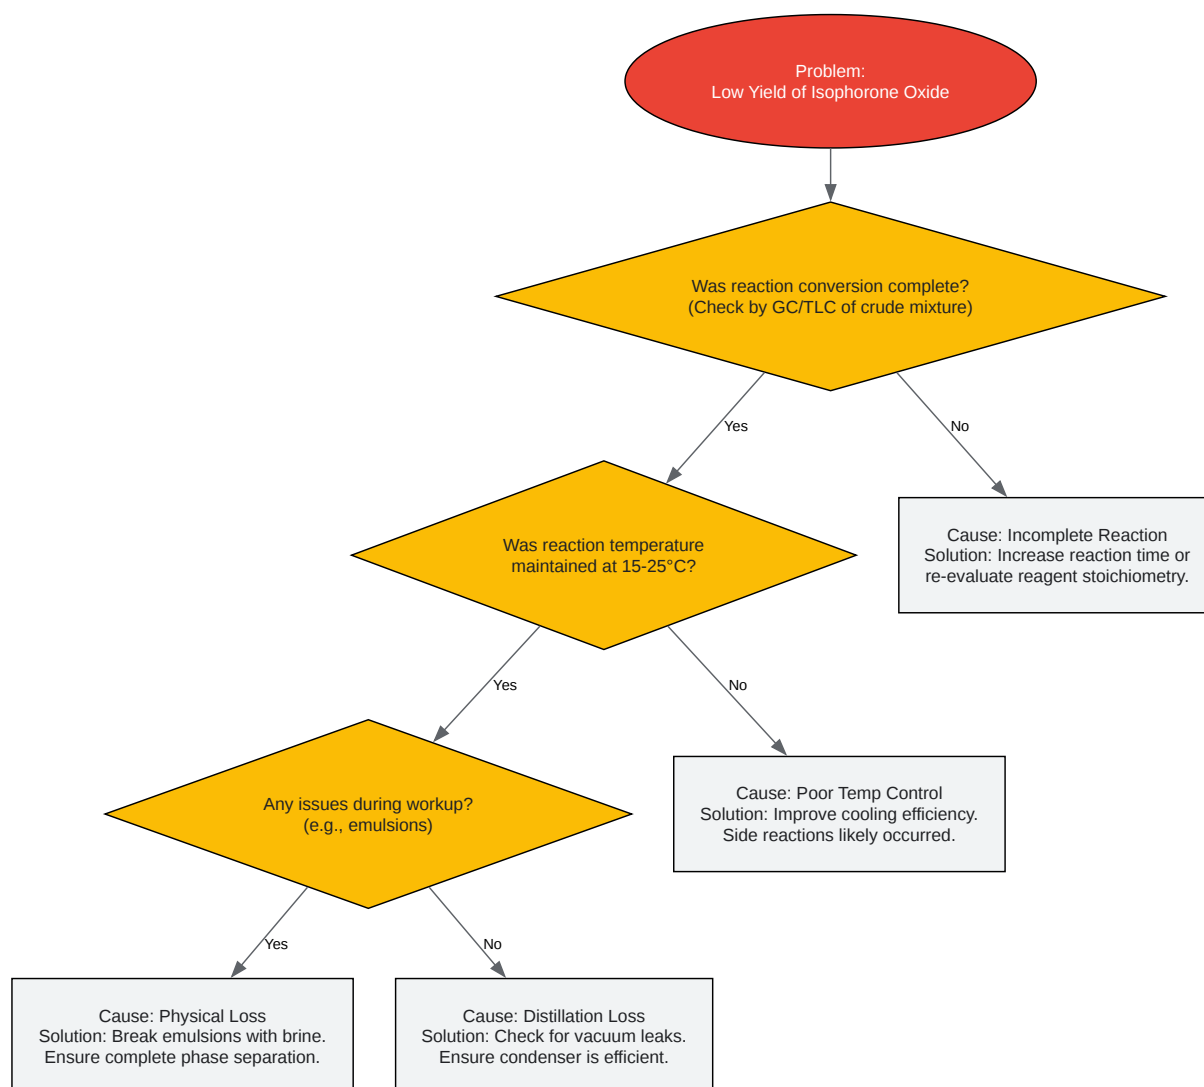 Problem:
Low Yield of Isophorone Oxide
Was reaction conversion complete?
(Check by GC/TLC of crude mixture)
Yes
No
Was reaction temperature
maintained at 15-25°C?
Cause: Incomplete Reaction
Solution: Increase reaction time or
re-evaluate reagent stoichiometry.
Yes
No
Any issues during workup?
(e.g., emulsions)
Cause: Poor Temp Control
Solution: Improve cooling efficiency.
Side reactions likely occurred.
Yes
No
Cause: Physical Loss
Solution: Break emulsions with brine.
Ensure complete phase separation.
Cause: Distillation Loss
Solution: Check for vacuum leaks.
Ensure condenser is efficient.